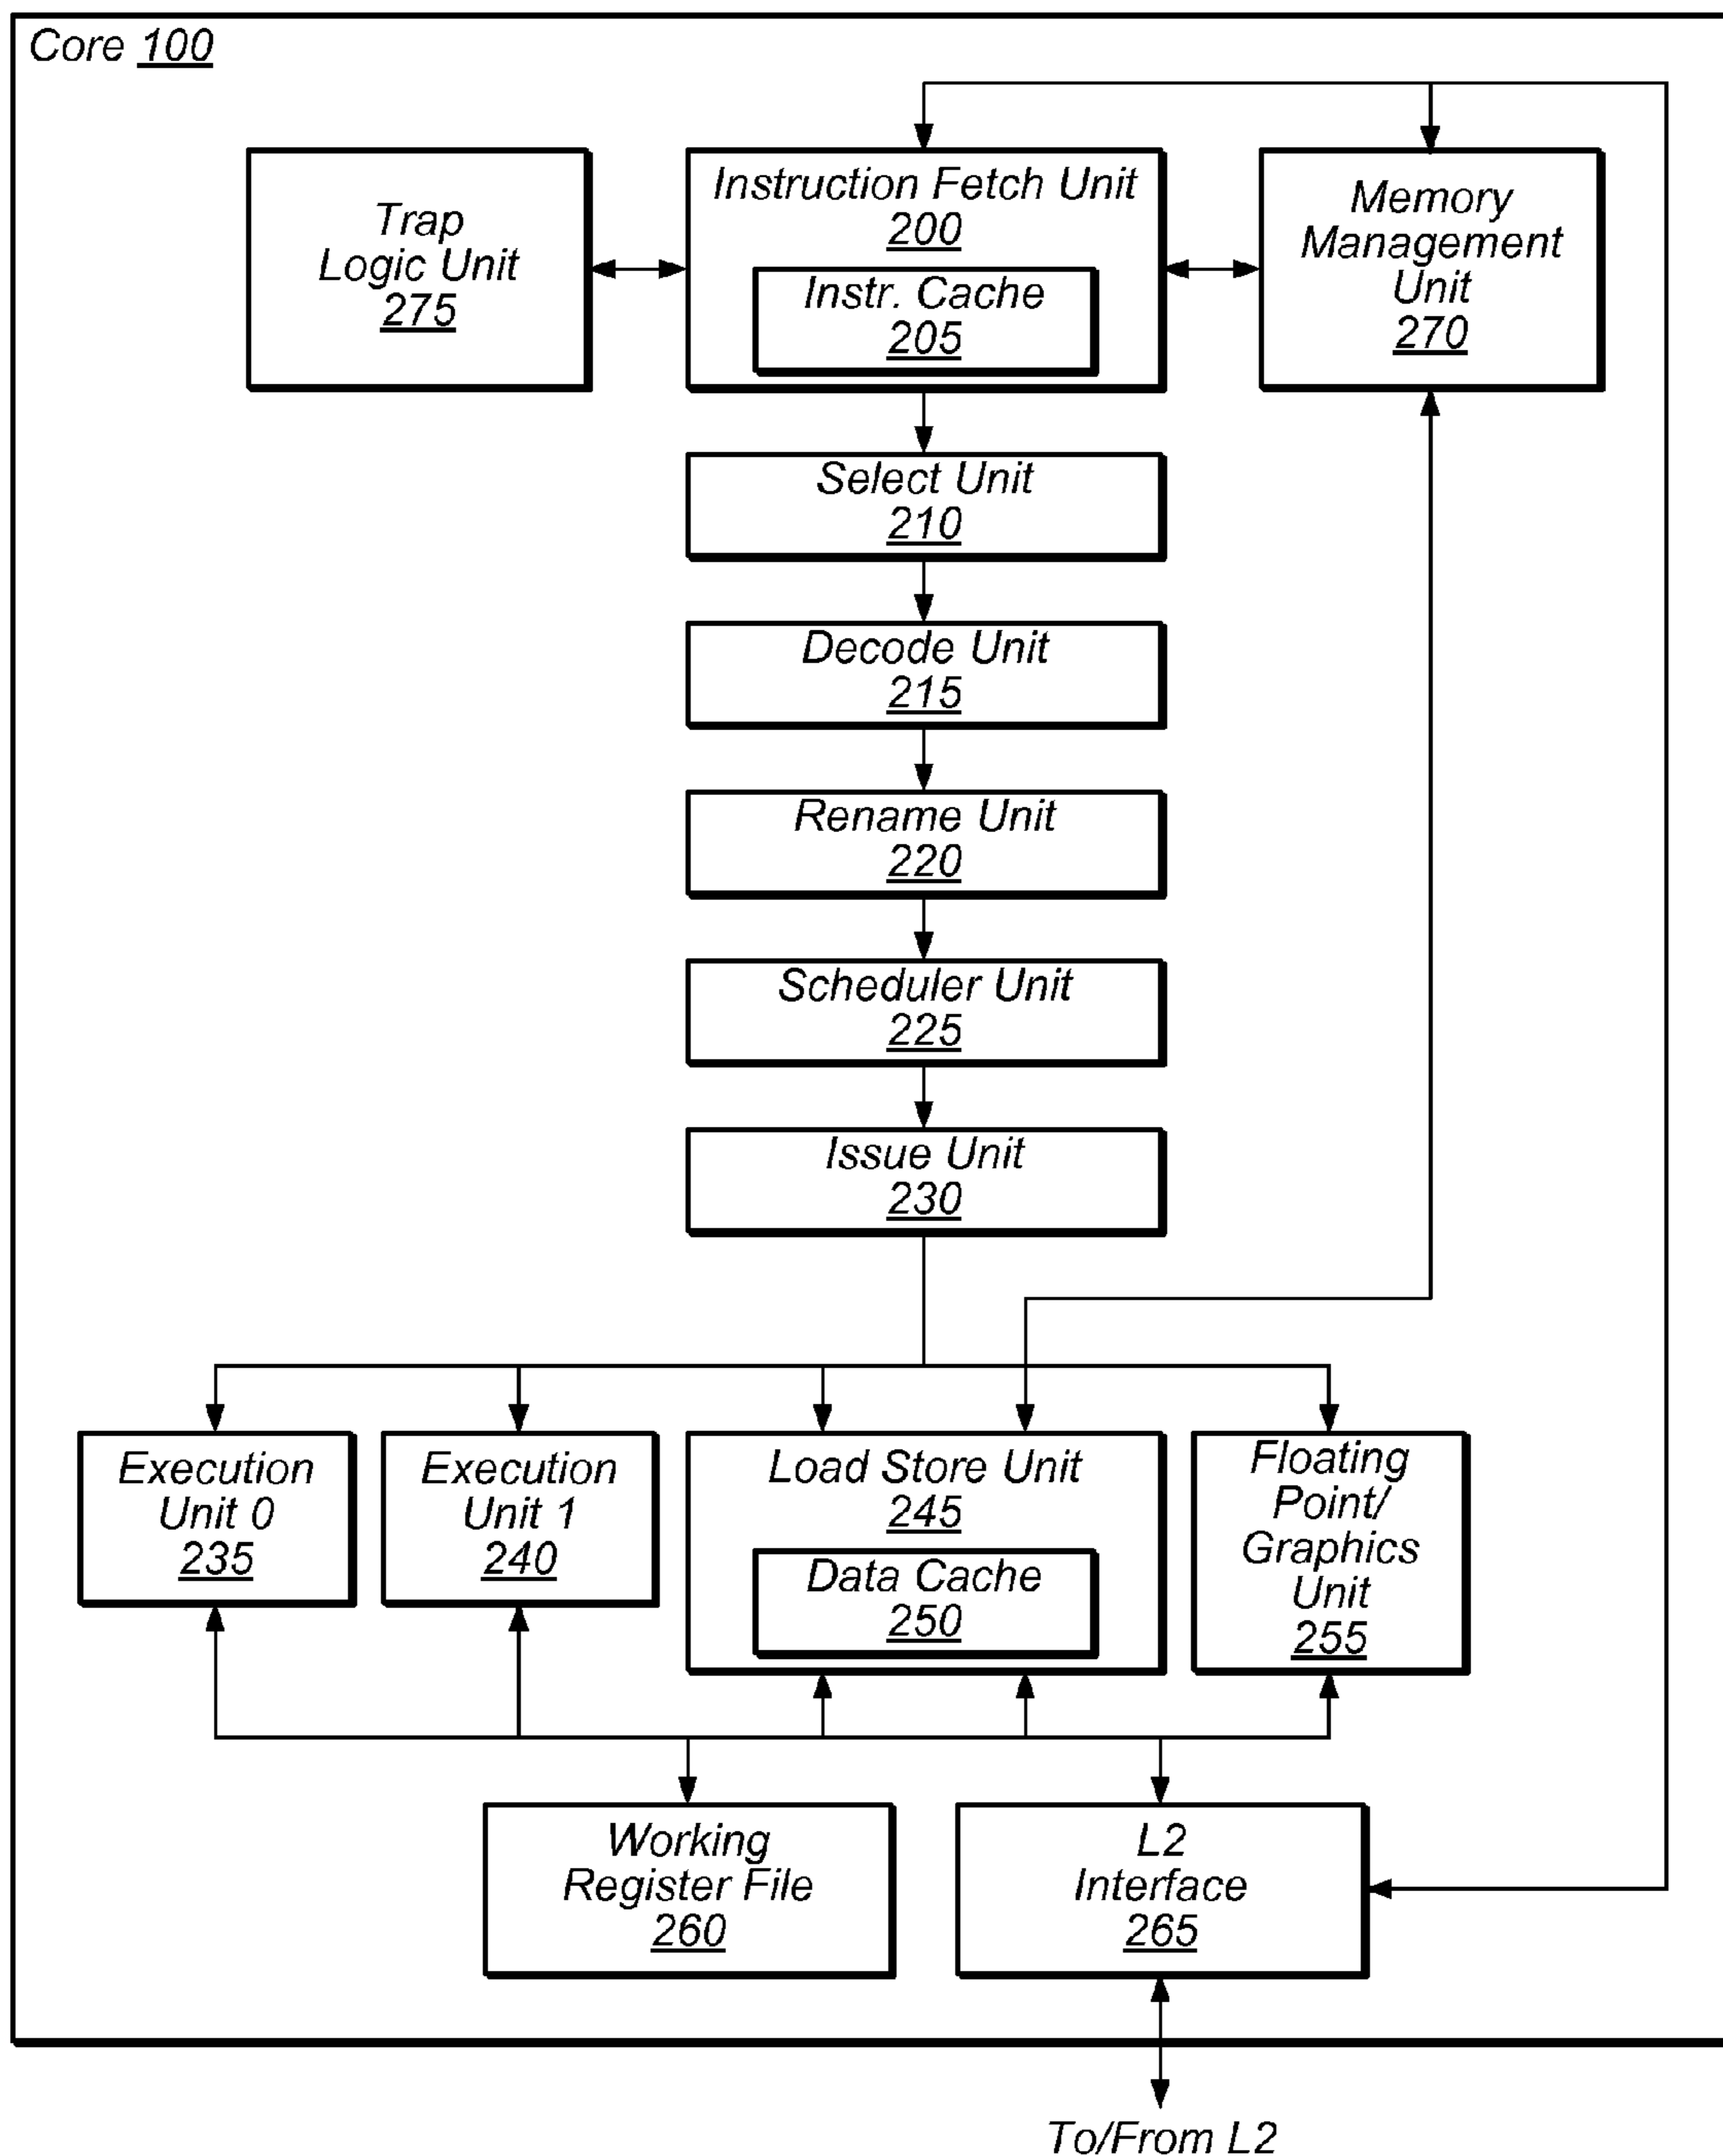 Core 100
Trap
Logic Unit
275
Instruction Fetch Unit
200
Instr. Cache
205
Memory
Management
Unit
270
Select Unit
210
Decode Unit
215
Rename Unit
220
Scheduler Unit
225
Issue Unit
230
Execution
Unit 0
235
Execution
Unit 1
240
Load Store Unit
245
Data Cache
250
Floating
Point/
Graphics
Unit
255
Working
Register File
260
L2
Interface
265
To/From L2